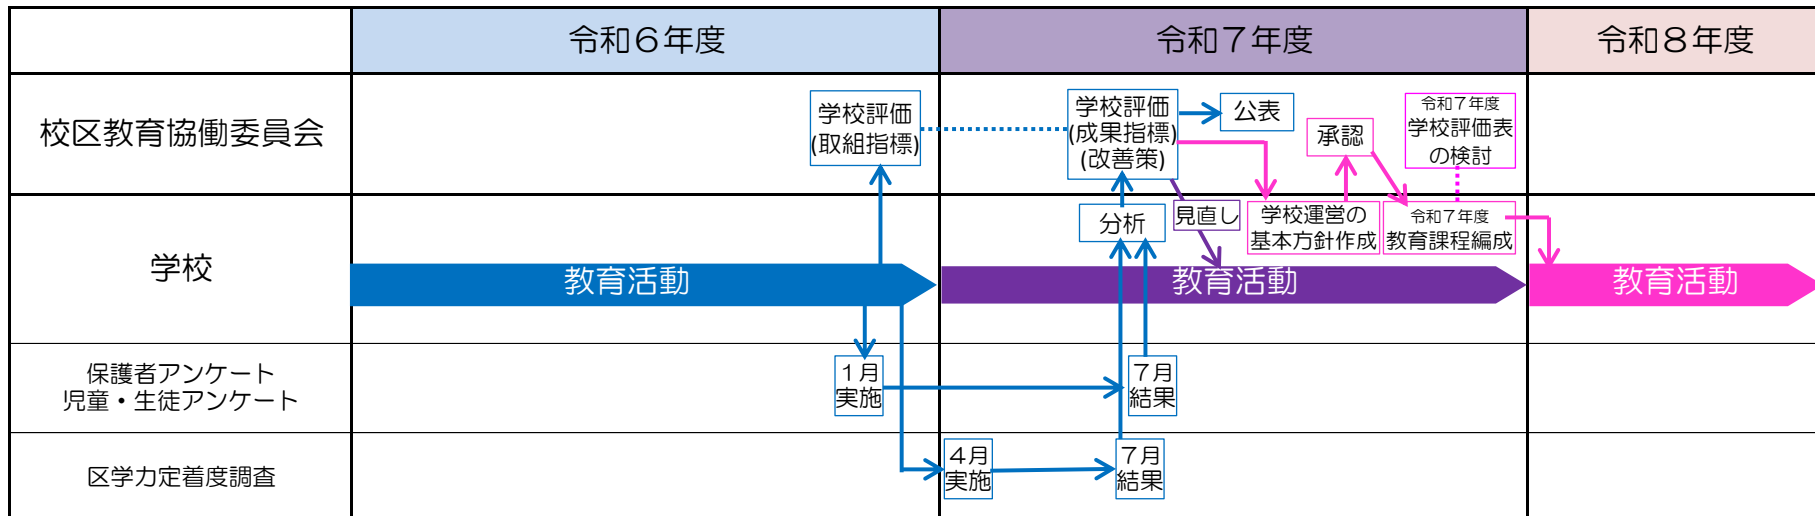 令和６年度
令和７年度
令和８年度
校区教育協働委員会
学校評価
(取組指標)
学校評価
(成果指標)
(改善策)
公表
承認
令和７年度
学校評価表
の検討
学校
分析
見直し
学校運営の
基本方針作成
令和７年度
教育課程編成
教育活動
教育活動
教育活動
保護者アンケート
児童・生徒アンケート
１月
実施
７月
結果
区学力定着度調査
４月
実施
７月
結果